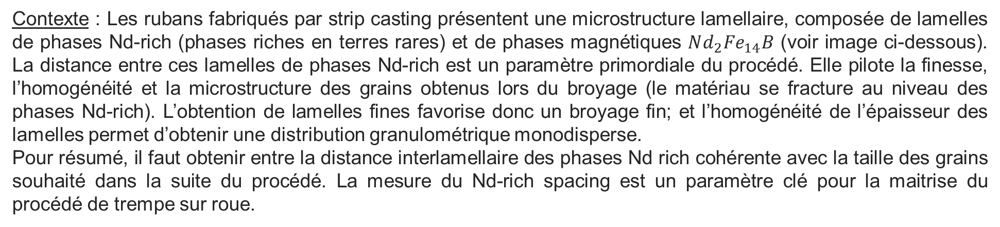 Contexte : Les rubans fabriqués par strip casting présentent une microstructure lamellaire, composée de lamelles
de phases Nd-rich (phases riches en terres rares) et de phases magnétiques Nd₂Fe₁₄B (voir image ci-dessous).
La distance entre ces lamelles de phases Nd-rich est un paramètre primordiale du procédé. Elle pilote la finesse,
l’homogénéité et la microstructure des grains obtenus lors du broyage (le matériau se fracture au niveau des
phases Nd-rich). L’obtention de lamelles fines favorise donc un broyage fin; et l’homogénéité de l’épaisseur des
lamelles permet d’obtenir une distribution granulométrique monodisperse.
Pour résumé, il faut obtenir entre la distance interlamellaire des phases Nd rich cohérente avec la taille des grains
souhaité dans la suite du procédé. La mesure du Nd-rich spacing est un paramètre clé pour la maitrise du
procédé de trempe sur roue.